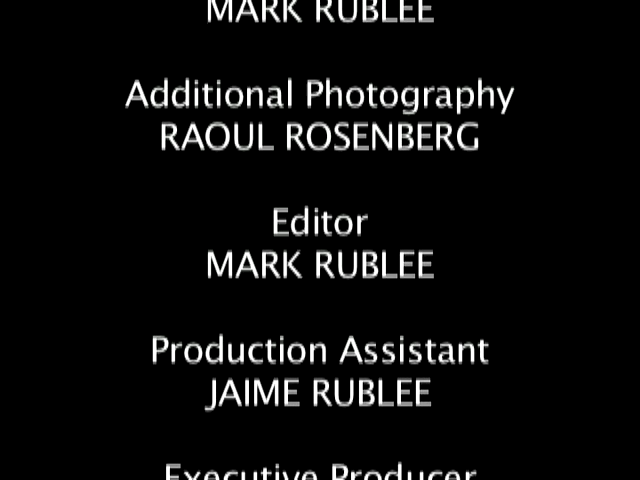 MARK RUBLEE
Additional Photography
RAOUL ROSENBERG
Editor
MARK RUBLEE
Production Assistant
JAIME RUBLEE
Executive Producer